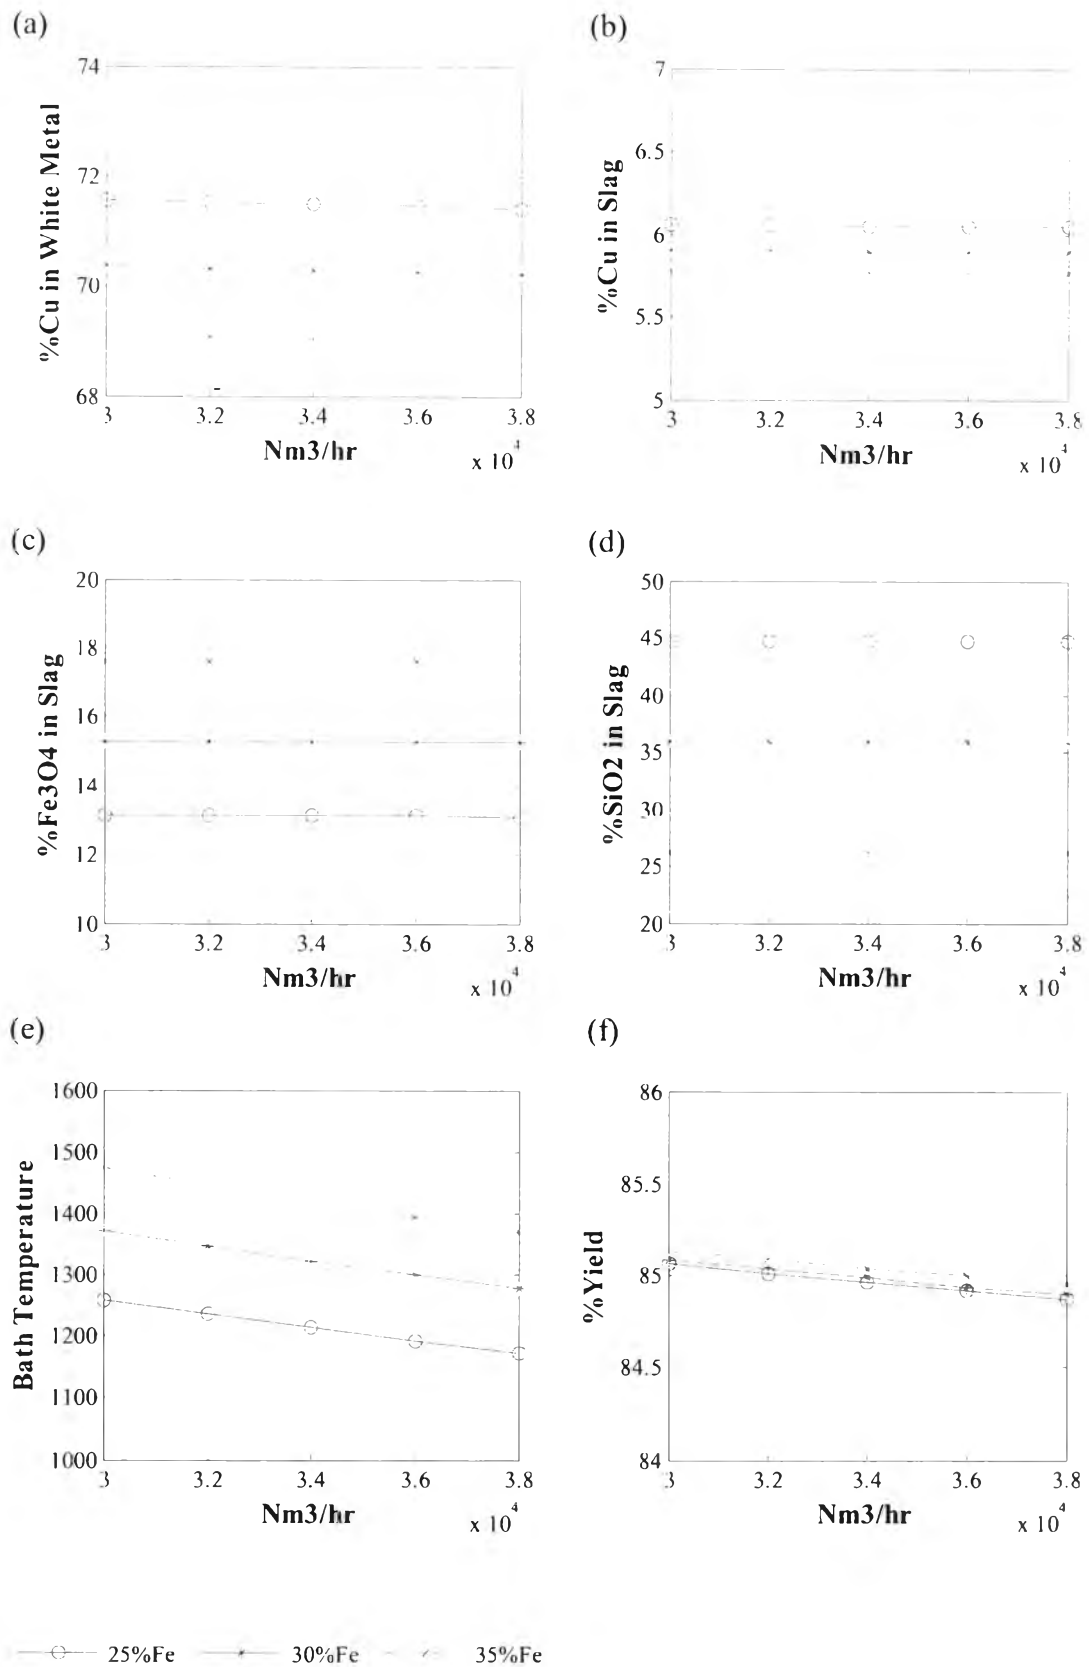 (a)
74
72
70
68
%Cu in White Metal
3 3.2 3.4 3.6 3.8
Nm3/hr
x 10^4
(b)
7
6.5
6
5.5
5
%Cu in Slag
3 3.2 3.4 3.6 3.8
Nm3/hr
x 10^4
(c)
20
18
16
14
12
10
%Fe3O4 in Slag
3 3.2 3.4 3.6 3.8
Nm3/hr
x 10^4
(d)
50
45
40
35
30
25
20
%SiO2 in Slag
3 3.2 3.4 3.6 3.8
Nm3/hr
x 10^4
(e)
1600
1500
1400
1300
1200
1100
1000
Bath Temperature
3 3.2 3.4 3.6 3.8
Nm3/hr
x 10^4
(f)
86
85.5
85
84.5
84
%Yield
3 3.2 3.4 3.6 3.8
Nm3/hr
x 10^4
25%Fe 30%Fe 35%Fe